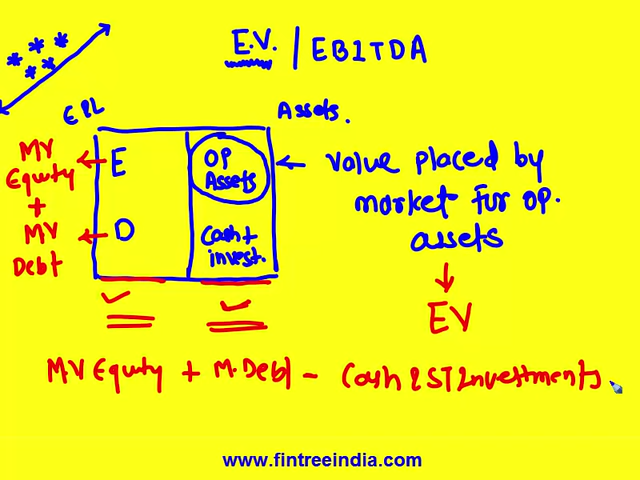 E.V. / EBITDA
E&L
Assets.
MV Equity + MV Debt
E
D
OP Assets
Cash + invest.
Value placed by
market for op.
assets
EV
MV Equity + M.Debt - Cash & ST Investments
www.fintreeindia.com